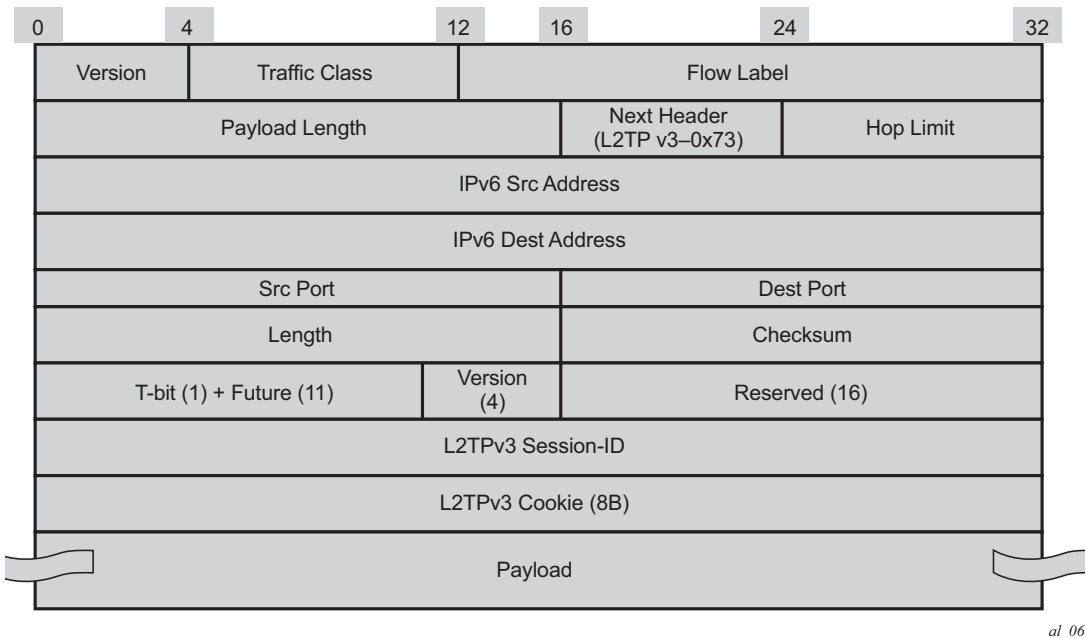 0 4 12 16 24 32
Version Traffic Class Flow Label
Payload Length Next Header Hop Limit
(L2TP v3–0x73)
IPv6 Src Address
IPv6 Dest Address
Src Port Dest Port
Length Checksum
T-bit (1) + Future (11) Version Reserved (16)
(4)
L2TPv3 Session-ID
L2TPv3 Cookie (8B)
Payload
al_06